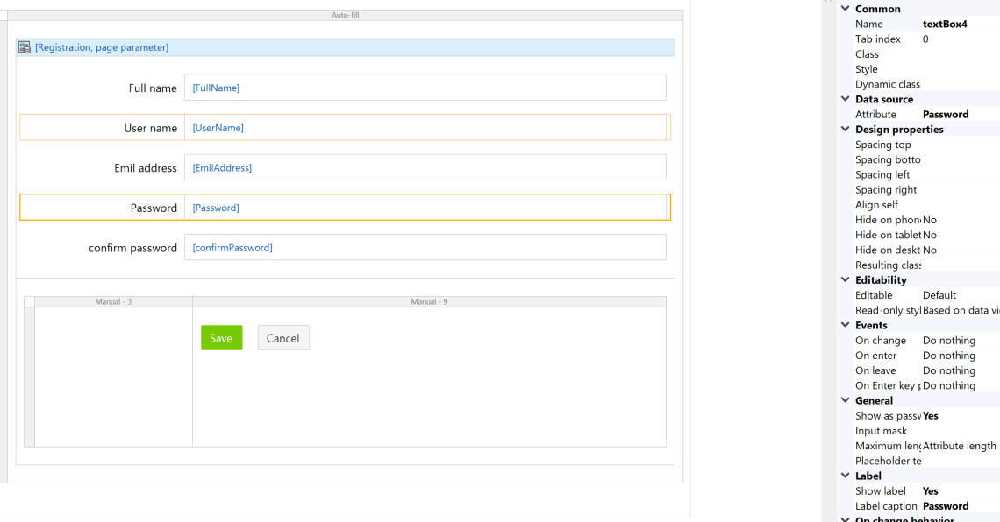 Auto-fill
[Registration, page parameter]
Full name [FullName]
User name [UserName]
Emil address [EmilAddress]
Password [Password]
confirm password [confirmPassword]
Manual - 3 Manual - 9
Save Cancel
Common
Name textBox4
Tab index 0
Class
Style
Dynamic class
Data source
Attribute Password
Design properties
Spacing top
Spacing botto
Spacing left
Spacing right
Align self
Hide on phon No
Hide on tablet No
Hide on deskt No
Resulting class
Editability
Editable Default
Read-only styl Based on data vi
Events
On change Do nothing
On enter Do nothing
On leave Do nothing
On Enter key p Do nothing
General
Show as passw Yes
Input mask
Maximum leng Attribute length
Placeholder te
Label
Show label Yes
Label caption Password
On change behavior